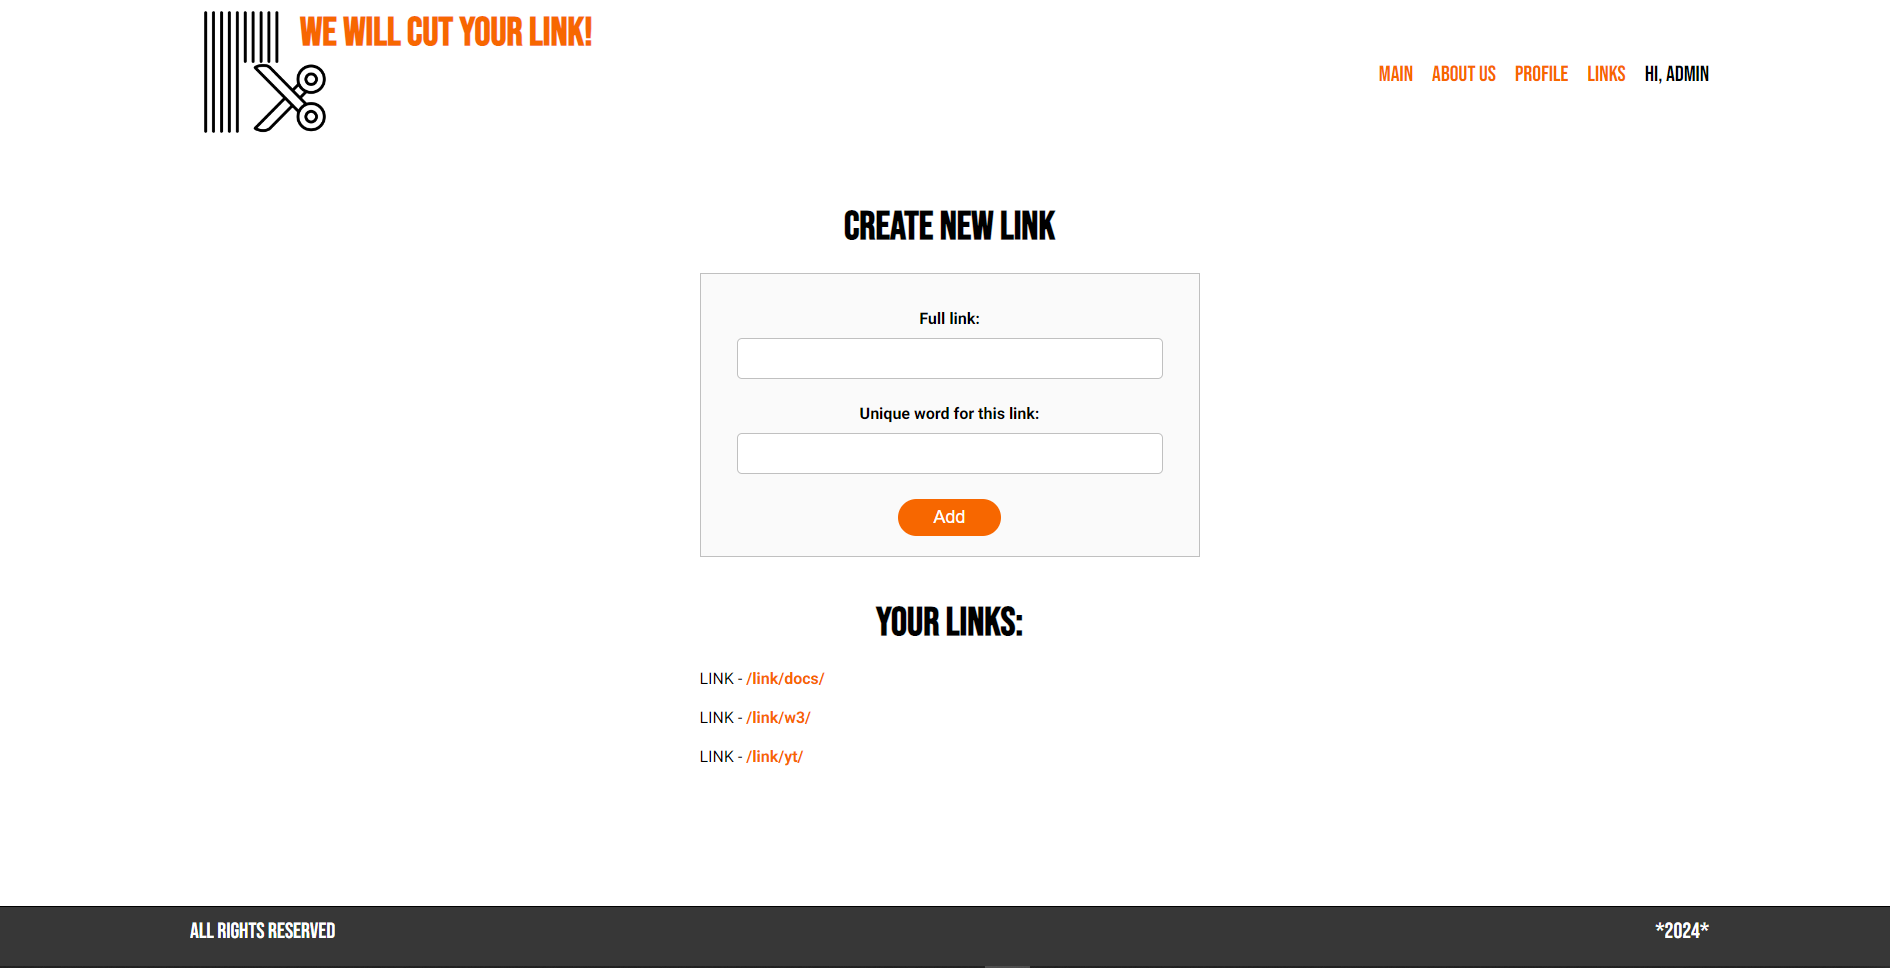 WE WILL CUT YOUR LINK!
MAIN ABOUT US PROFILE LINKS HI, ADMIN
CREATE NEW LINK
Full link:
Unique word for this link:
Add
YOUR LINKS:
LINK - /link/docs/
LINK - /link/w3/
LINK - /link/yt/
ALL RIGHTS RESERVED
*2024*